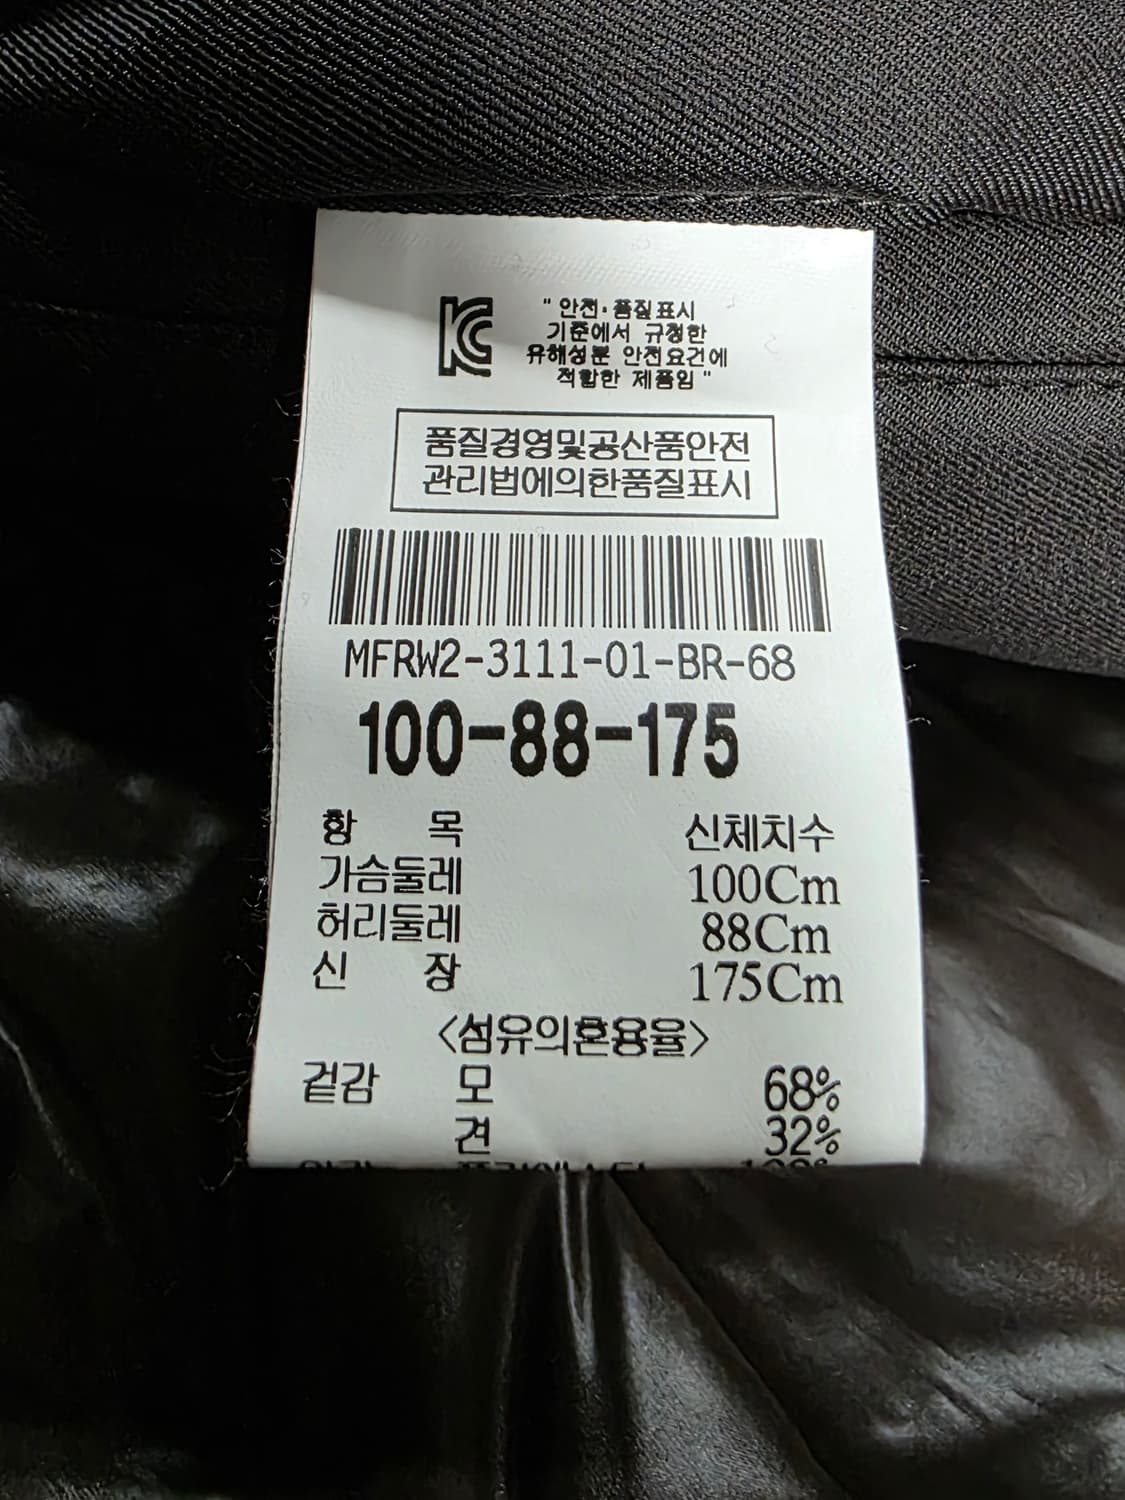 KC
" 안전·품질표시
기준에서 규정한
유해성분 안전요건에
적합한 제품임 "
품질경영및공산품안전
관리법에의한품질표시
MFRW2-3111-01-BR-68
100-88-175
항 목 신체치수
가슴둘레 100Cm
허리둘레 88Cm
신 장 175Cm
<섬유의혼용율>
겉감 모 68%
견 32%